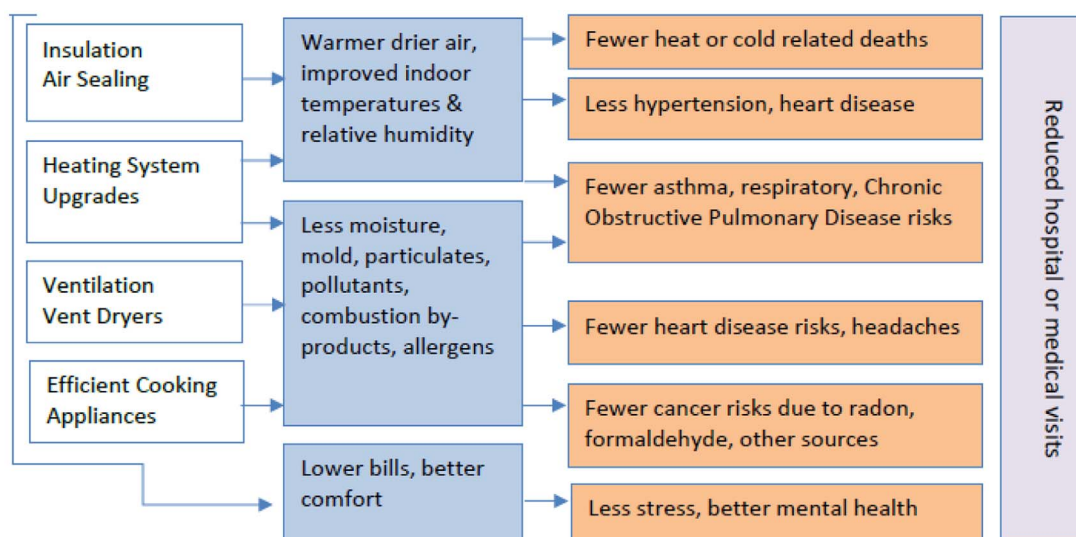 Insulation
Air Sealing
Heating System
Upgrades
Ventilation
Vent Dryers
Efficient Cooking
Appliances
Warmer drier air,
improved indoor
temperatures &
relative humidity
Less moisture,
mold, particulates,
pollutants,
combustion by-
products, allergens
Lower bills, better
comfort
Fewer heat or cold related deaths
Less hypertension, heart disease
Fewer asthma, respiratory, Chronic
Obstructive Pulmonary Disease risks
Fewer heart disease risks, headaches
Fewer cancer risks due to radon,
formaldehyde, other sources
Less stress, better mental health
Reduced hospital or medical visits